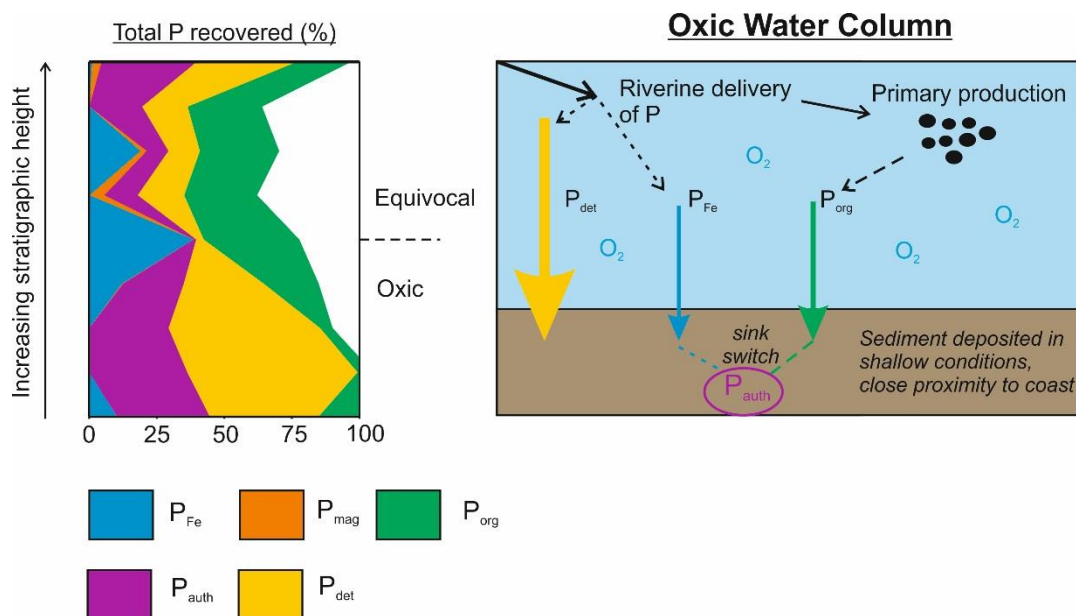 Total P recovered (%)
Increasing stratigraphic height
Equivocal
Oxic
0 25 50 75 100
P Fe
P mag
P org
P auth
P det
Oxic Water Column
Riverine delivery
of P
Primary production
O2
P det
P Fe
P org
O2
O2
O2
sink
switch
P auth
Sediment deposited in
shallow conditions,
close proximity to coast